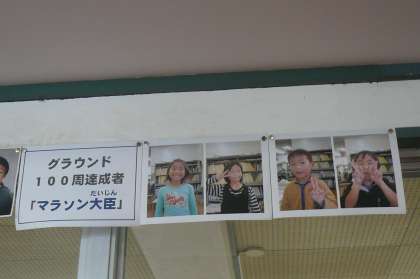 グラウンド
１００周達成者
だいじん
「マラソン大臣」